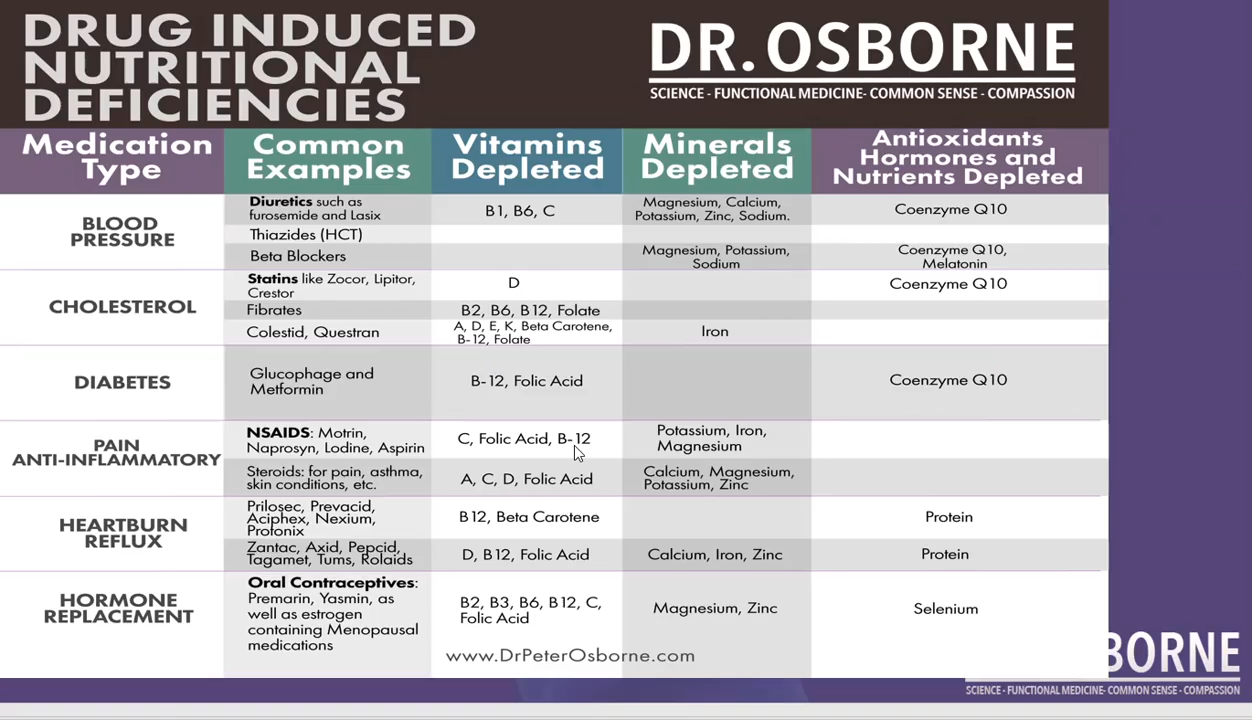 DRUG INDUCED
NUTRITIONAL
DEFICIENCIES
DR. OSBORNE
SCIENCE - FUNCTIONAL MEDICINE- COMMON SENSE - COMPASSION
Medication
Type
Common
Examples
Vitamins
Depleted
Minerals
Depleted
Antioxidants
Hormones and
Nutrients Depleted
BLOOD
PRESSURE
Diuretics such as
furosemide and Lasix
B1, B6, C
Magnesium, Calcium,
Potassium, Zinc, Sodium.
Coenzyme Q10
Thiazides (HCT)
Beta Blockers
Magnesium, Potassium,
Sodium
Coenzyme Q10,
Melatonin
CHOLESTEROL
Statins like Zocor, Lipitor,
Crestor
D
Coenzyme Q10
Fibrates
B2, B6, B12, Folate
Colestid, Questran
A, D, E, K, Beta Carotene,
B-12, Folate
Iron
DIABETES
Glucophage and
Metformin
B-12, Folic Acid
Coenzyme Q10
PAIN
ANTI-INFLAMMATORY
NSAIDS: Motrin,
Naprosyn, Lodine, Aspirin
C, Folic Acid, B-12
Potassium, Iron,
Magnesium
Steroids: for pain, asthma,
skin conditions, etc.
A, C, D, Folic Acid
Calcium, Magnesium,
Potassium, Zinc
HEARTBURN
REFLUX
Prilosec, Prevacid,
Aciphex, Nexium,
Protonix
B12, Beta Carotene
Protein
Zantac, Axid, Pepcid,
Tagamet, Tums, Rolaids
D, B12, Folic Acid
Calcium, Iron, Zinc
Protein
HORMONE
REPLACEMENT
Oral Contraceptives:
Premarin, Yasmin, as
well as estrogen
containing Menopausal
medications
B2, B3, B6, B12, C,
Folic Acid
Magnesium, Zinc
Selenium
www.DrPeterOsborne.com
BORNE
SCIENCE - FUNCTIONAL MEDICINE- COMMON SENSE - COMPASSION